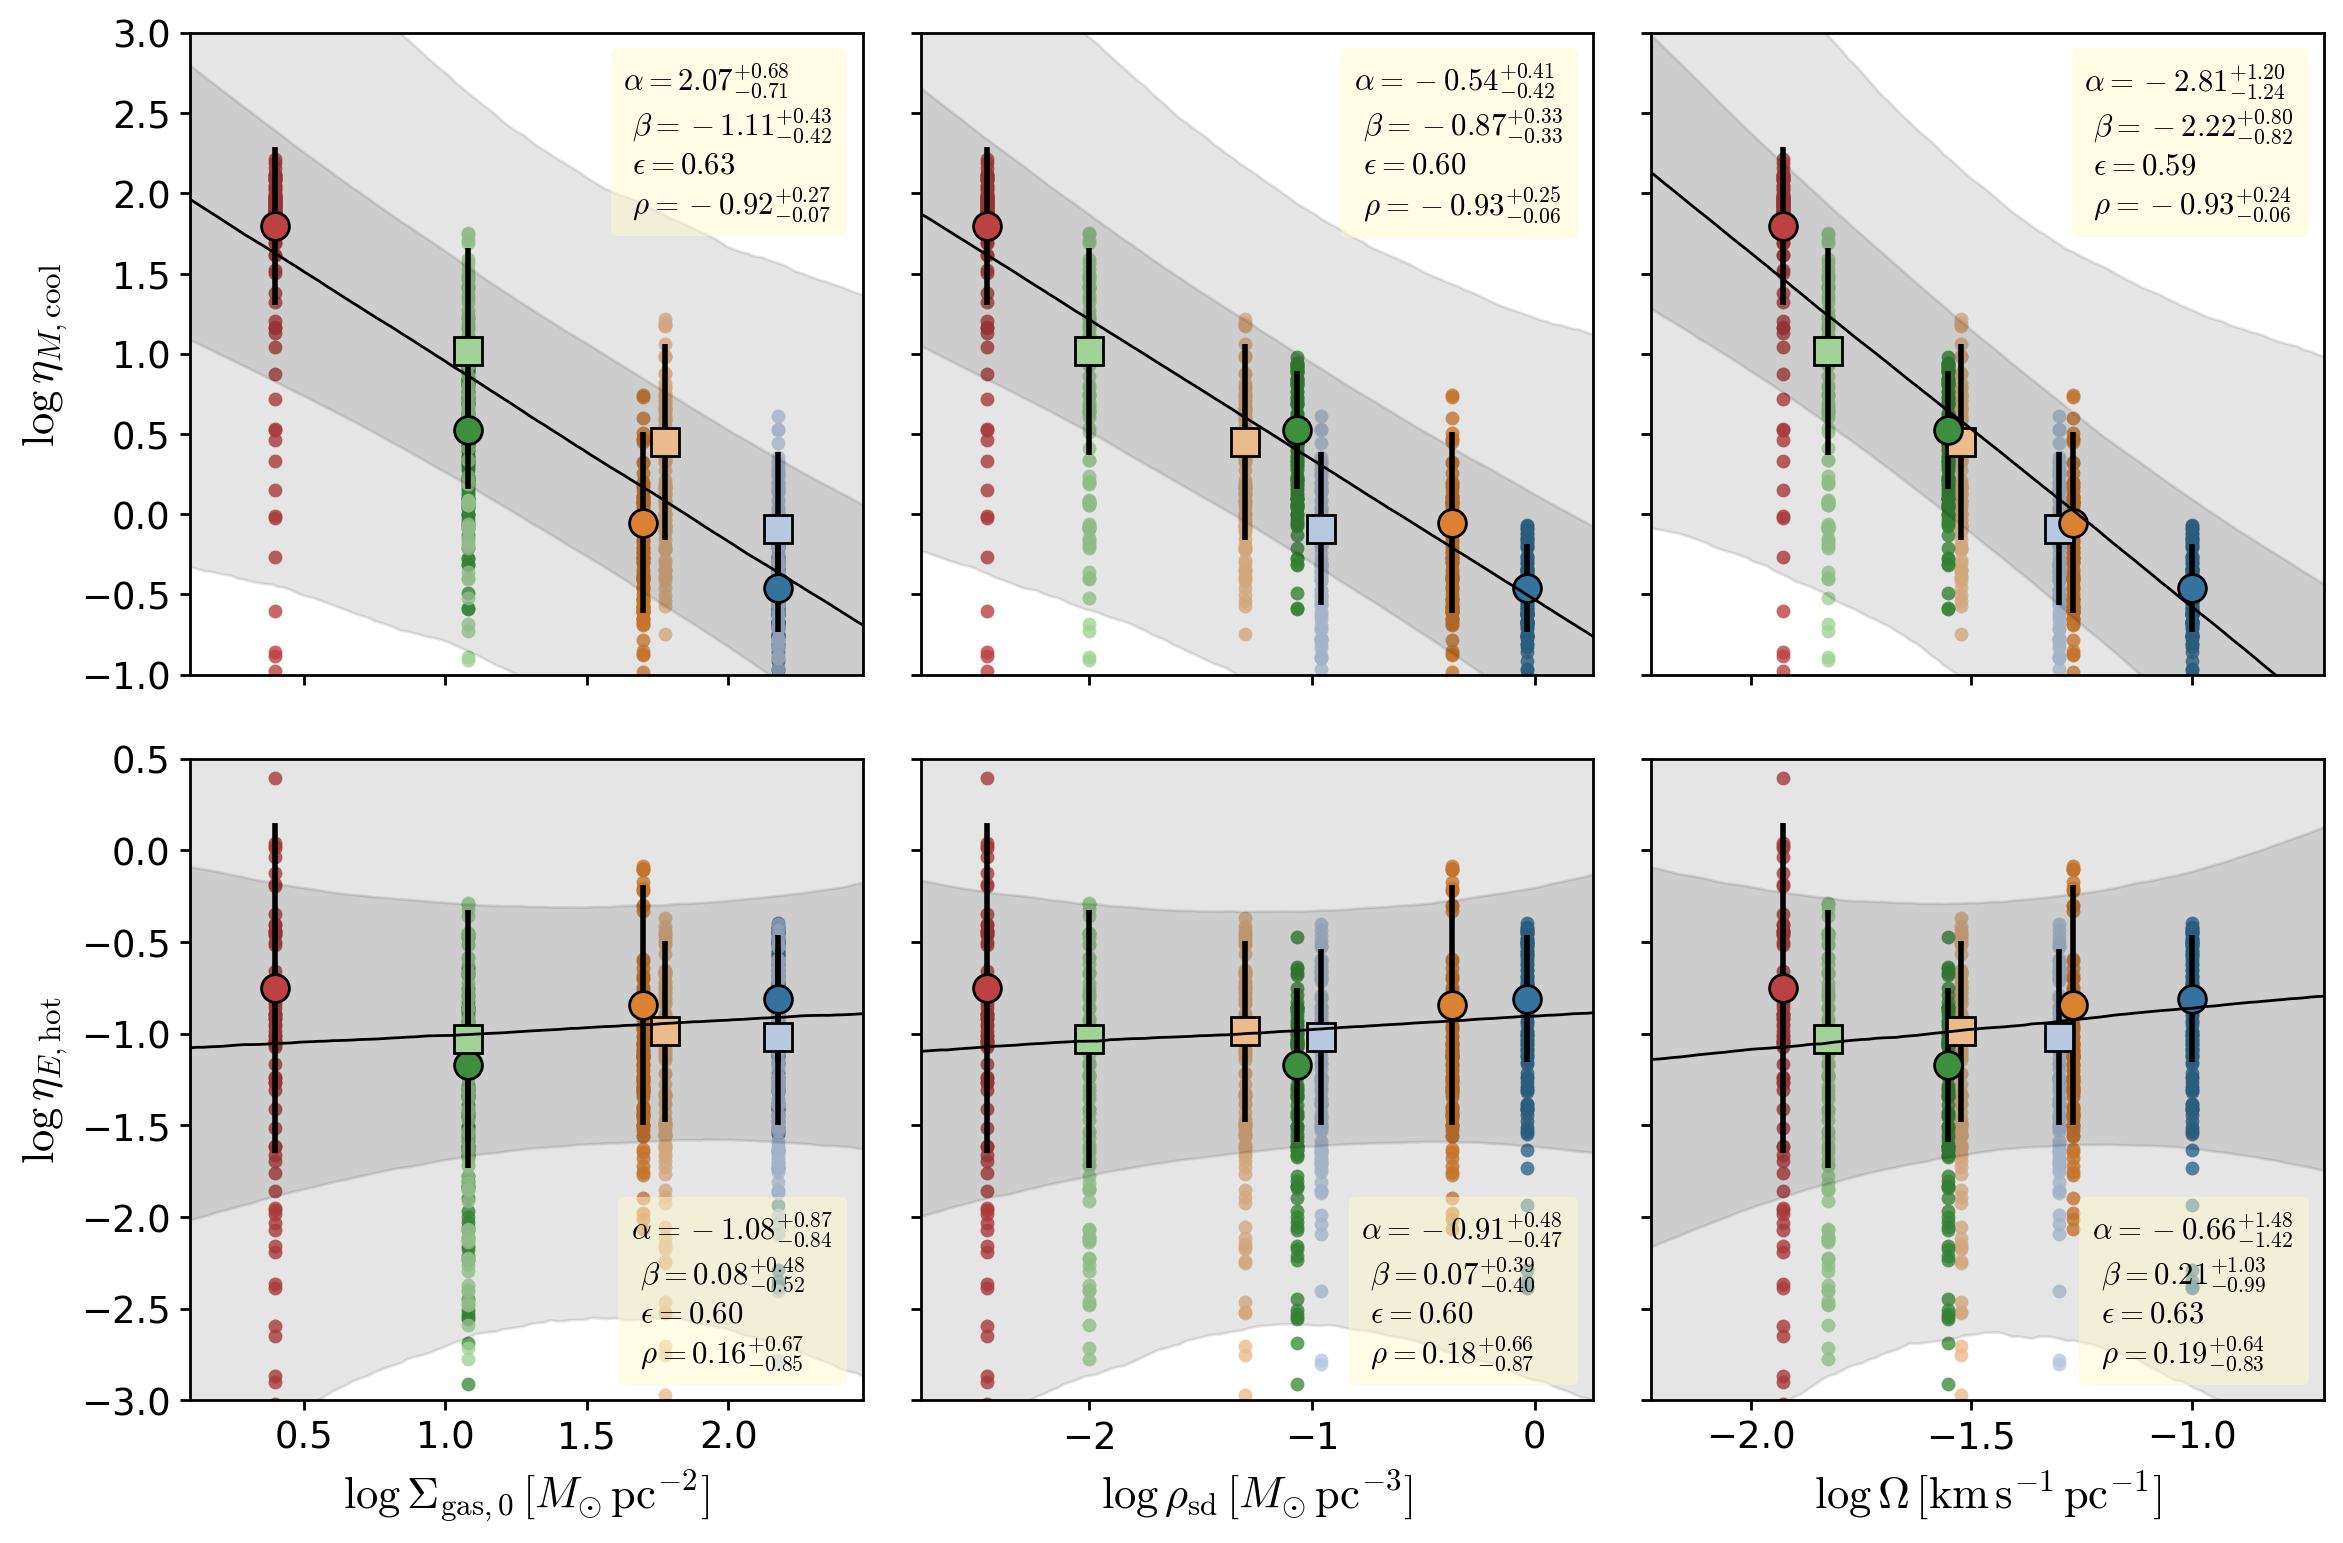 3.0
2.5
2.0
1.5
1.0
0.5
0.0
−0.5
−1.0
log η_{M, cool}
α = 2.07^{+0.68}_{−0.71}
β = −1.11^{+0.43}_{−0.42}
ϵ = 0.63
ρ = −0.92^{+0.27}_{−0.07}
α = −0.54^{+0.41}_{−0.42}
β = −0.87^{+0.33}_{−0.33}
ϵ = 0.60
ρ = −0.93^{+0.25}_{−0.06}
α = −2.81^{+1.20}_{−1.24}
β = −2.22^{+0.80}_{−0.82}
ϵ = 0.59
ρ = −0.93^{+0.24}_{−0.06}
0.5
0.0
−0.5
−1.0
−1.5
−2.0
−2.5
−3.0
log η_{E, hot}
α = −1.08^{+0.87}_{−0.84}
β = 0.08^{+0.48}_{−0.52}
ϵ = 0.60
ρ = 0.16^{+0.67}_{−0.85}
α = −0.91^{+0.48}_{−0.47}
β = 0.07^{+0.39}_{−0.40}
ϵ = 0.60
ρ = 0.18^{+0.66}_{−0.87}
α = −0.66^{+1.48}_{−1.42}
β = 0.21^{+1.03}_{−0.99}
ϵ = 0.63
ρ = 0.19^{+0.64}_{−0.83}
0.5 1.0 1.5 2.0
−2 −1 0
−2.0 −1.5 −1.0
log Σ_{gas, 0} [M_⊙ pc^{−2}]
log ρ_{sd} [M_⊙ pc^{−3}]
log Ω [km s^{−1} pc^{−1}]